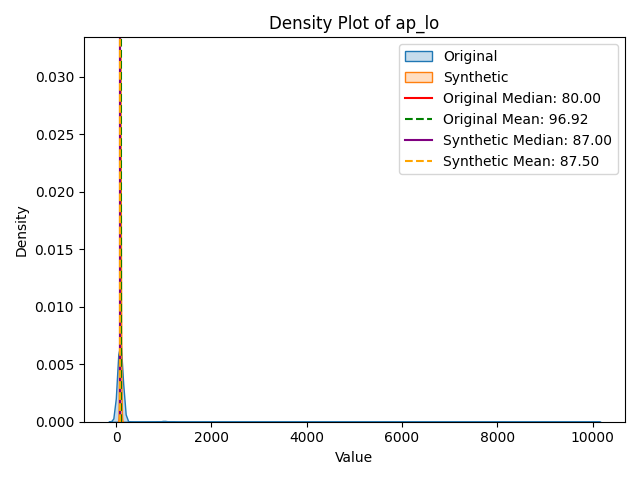 Density Plot of ap_lo
Original
Synthetic
Original Median: 80.00
Original Mean: 96.92
Synthetic Median: 87.00
Synthetic Mean: 87.50
Density
0.030
0.025
0.020
0.015
0.010
0.005
0.000
0
2000
4000
6000
8000
10000
Value